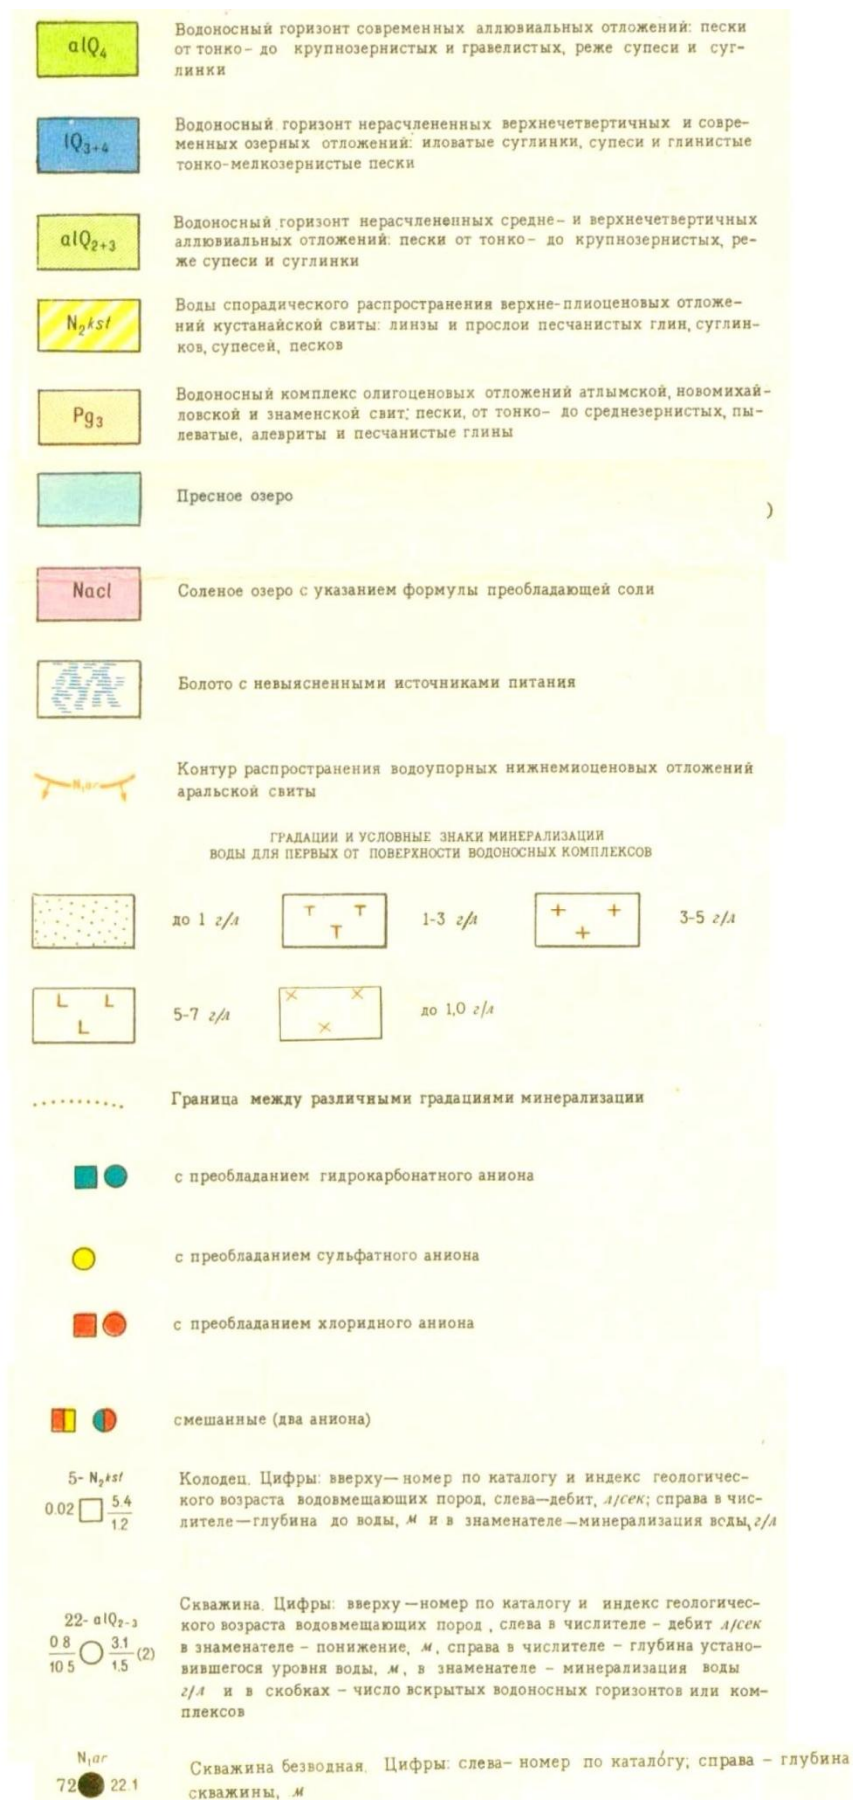 alQ₄
Водоносный горизонт современных аллювиальных отложений: пески
от тонко- до крупнозернистых и гравелистых, реже супеси и суг-
линки
lQ₃₊₄
Водоносный горизонт нерасчлененных верхнечетвертичных и совре-
менных озерных отложений: иловатые суглинки, супеси и глинистые
тонко-мелкозернистые пески
alQ₂₊₃
Водоносный горизонт нерасчлененных средне- и верхнечетвертичных
аллювиальных отложений: пески от тонко- до крупнозернистых, ре-
же супеси и суглинки
N₂kst
Воды спорадического распространения верхне-плиоценовых отложе-
ний кустанайской свиты: линзы и прослои песчанистых глин, суглин-
ков, супесей, песков
Pg₃
Водоносный комплекс олигоценовых отложений атлымской, новомихай-
ловской и знаменской свит; пески, от тонко- до среднезернистых, пы-
леватые, алевриты и песчанистые глины
Пресное озеро
)
Nacl
Соленое озеро с указанием формулы преобладающей соли
Болото с невыясненными источниками питания
N₁ar
Контур распространения водоупорных нижнемиоценовых отложений
аральской свиты
ГРАДАЦИИ И УСЛОВНЫЕ ЗНАКИ МИНЕРАЛИЗАЦИИ
ВОДЫ ДЛЯ ПЕРВЫХ ОТ ПОВЕРХНОСТИ ВОДОНОСНЫХ КОМПЛЕКСОВ
до 1 г/л
T T T
1-3 г/л
+ + +
3-5 г/л
L L L
5-7 г/л
× × ×
до 1,0 г/л
Граница между различными градациями минерализации
с преобладанием гидрокарбонатного аниона
с преобладанием сульфатного аниона
с преобладанием хлоридного аниона
смешанные (два аниона)
5- N₂kst
0.02 5.4
1.2
Колодец. Цифры: вверху—номер по каталогу и индекс геологичес-
кого возраста водовмещающих пород, слева—дебит, л/сек; справа в чис-
лителе—глубина до воды, м и в знаменателе—минерализация воды, г/л
22- alQ₂₋₃
0 8 3.1 (2)
10 5 1.5
Скважина. Цифры: вверху—номер по каталогу и индекс геологичес-
кого возраста водовмещающих пород , слева в числителе - дебит л/сек
в знаменателе - понижение, м, справа в числителе - глубина устано-
вившегося уровня воды, м, в знаменателе - минерализация воды
г/л и в скобках - число вскрытых водоносных горизонтов или ком-
плексов
N₁ar
72 22.1
Скважина безводная. Цифры: слева- номер по каталогу; справа - глубина
скважины, м